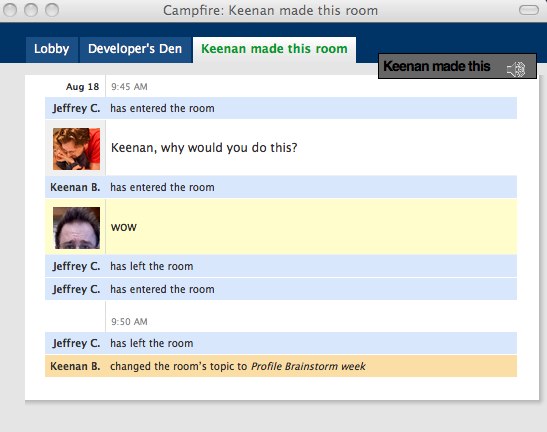 Campfire: Keenan made this room
Lobby Developer's Den Keenan made this room
Keenan made this
Aug 18 9:45 AM
Jeffrey C. has entered the room
Keenan, why would you do this?
Keenan B. has entered the room
wow
Jeffrey C. has left the room
Jeffrey C. has entered the room
9:50 AM
Jeffrey C. has left the room
Keenan B. changed the room's topic to Profile Brainstorm week